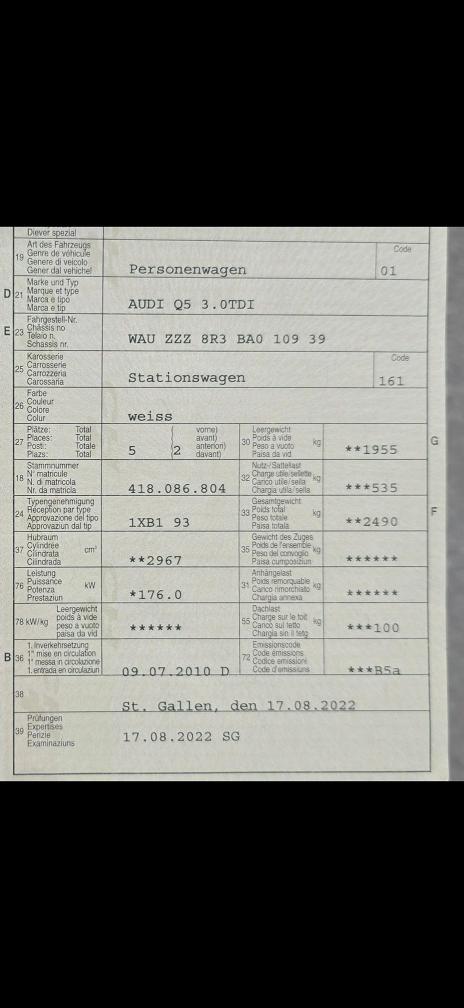 Diever spezial
Art des Fahrzeugs
19 Genre de véhicule
Genere di veicolo
Gener dal vehichel
Personenwagen
Code
01
Marke und Typ
D 21 Marque et type
Marca e tipo
Marca e tip
AUDI Q5 3.0TDI
Fahrgestell-Nr.
E 23 Châssis no
Telaio n.
Schassis nr.
WAU ZZZ 8R3 BA0 109 39
Karosserie
25 Carrosserie
Carrozzeria
Carossaria
Stationswagen
Code
161
Farbe
26 Couleur
Colore
Colur
weiss
Plätze: Total
27 Places: Total
Posti: Totale
Plazs: Total
5
( vorne)
( avant)
(2 anteriori)
( davant)
Leergewicht
30 Poids à vide kg
Peso a vuoto
Paisa da vid
**1955
G
Stammnummer
18 N° matricule
N. di matricola
Nr. da matricla
418.086.804
Nutz-/Sattellast
32 Charge utile/sellette kg
Carico utile/sella
Chargia utila/sella
***535
Typengenehmigung
24 Réception par type
Approvazione del tipo
Approvaziun dal tip
1XB1 93
Gesamtgewicht
33 Poids total kg
Peso totale
Paisa totala
**2490
F
Hubraum
37 Cylindrée cm³
Cilindrata
Cilindrada
**2967
Gewicht des Zuges
35 Poids de l'ensemble kg
Peso del convoglio
Paisa cumposiziun
******
Leistung
76 Puissance kW
Potenza
Prestaziun
*176.0
Anhängelast
31 Poids remorquable kg
Carico rimorchiato
Chargia annexa
******
Leergewicht
78 kW/kg poids à vide
peso a vuoto
paisa da vid
******
Dachlast
55 Charge sur le toit kg
Carico sul tetto
Chargia sin il tetg
***100
1. Inverkehrsetzung
B 36 1re mise en circulation
1a messa in circolazione
1. entrada en circulaziun
09.07.2010 D
Emissionscode
72 Code émissions
Codice emissioni
Code d'emissiuns
***B5a
38
St. Gallen, den 17.08.2022
Prüfungen
39 Expertises
Perizie
Examinaziuns
17.08.2022 SG